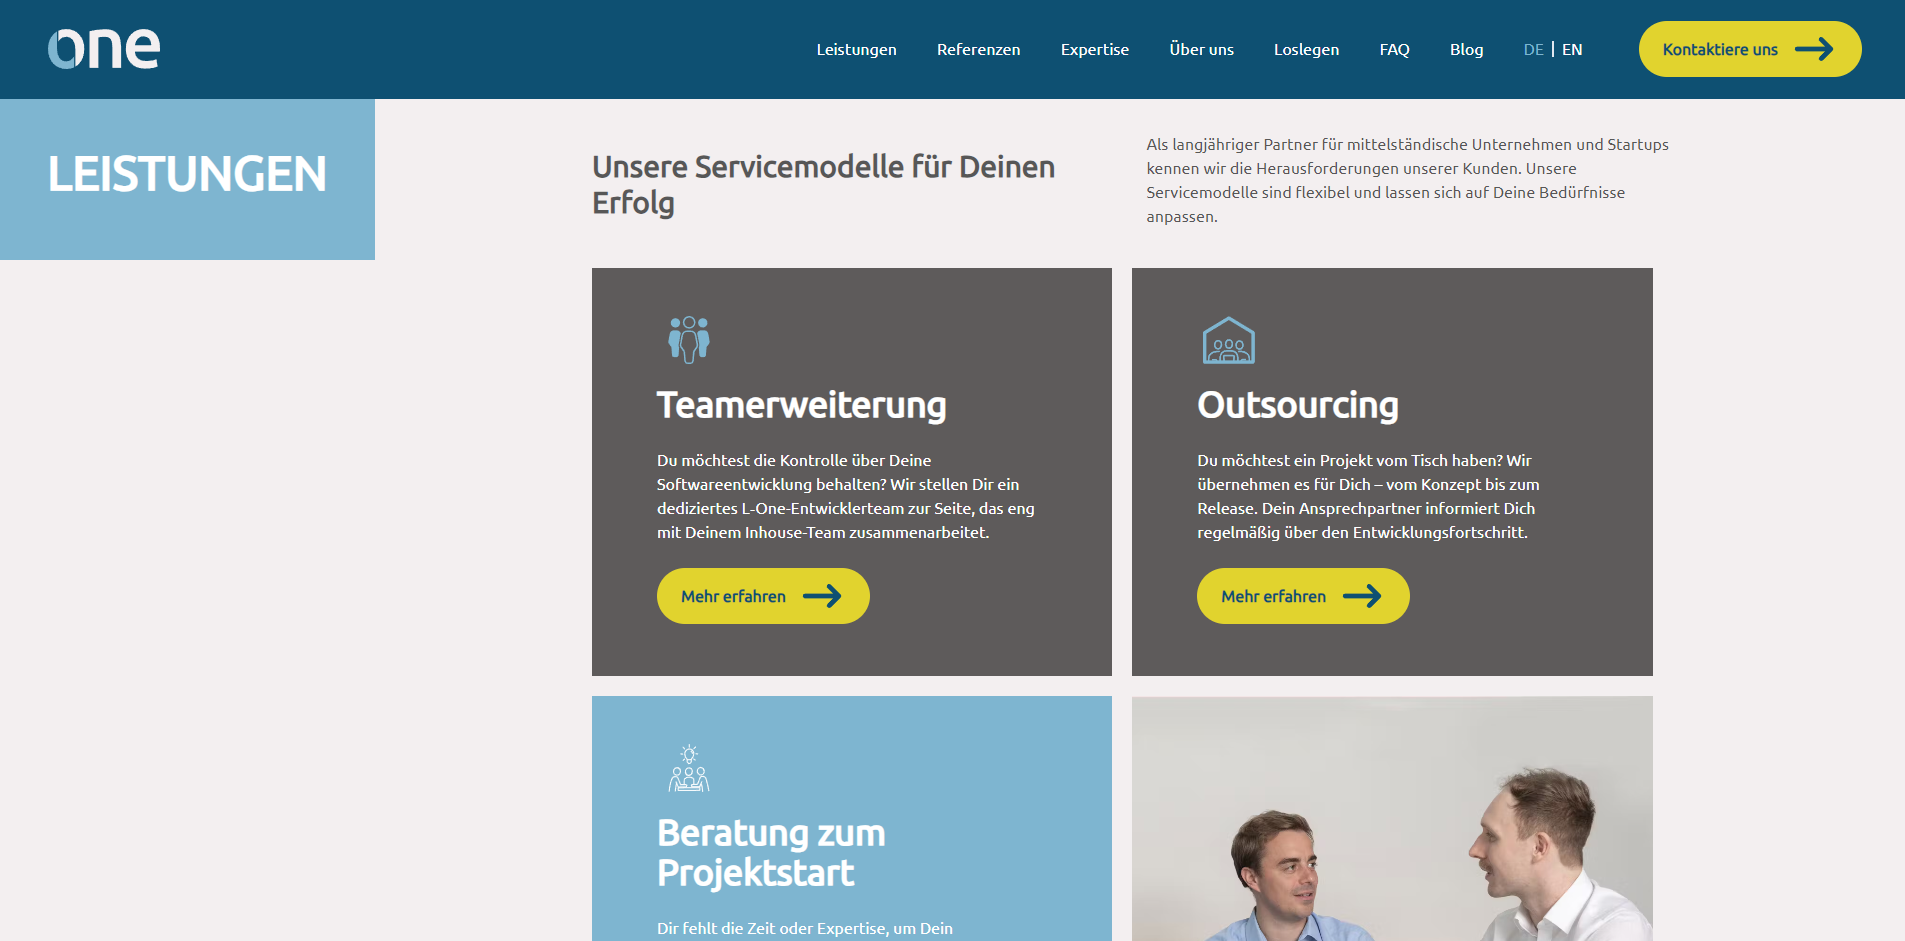 one
Leistungen Referenzen Expertise Über uns Loslegen FAQ Blog DE | EN Kontaktiere uns
LEISTUNGEN
Unsere Servicemodelle für Deinen
Erfolg
Als langjähriger Partner für mittelständische Unternehmen und Startups
kennen wir die Herausforderungen unserer Kunden. Unsere
Servicemodelle sind flexibel und lassen sich auf Deine Bedürfnisse
anpassen.
Teamerweiterung
Du möchtest die Kontrolle über Deine
Softwareentwicklung behalten? Wir stellen Dir ein
dediziertes L-One-Entwicklerteam zur Seite, das eng
mit Deinem Inhouse-Team zusammenarbeitet.
Mehr erfahren
Outsourcing
Du möchtest ein Projekt vom Tisch haben? Wir
übernehmen es für Dich – vom Konzept bis zum
Release. Dein Ansprechpartner informiert Dich
regelmäßig über den Entwicklungsfortschritt.
Mehr erfahren
Beratung zum
Projektstart
Dir fehlt die Zeit oder Expertise, um Dein